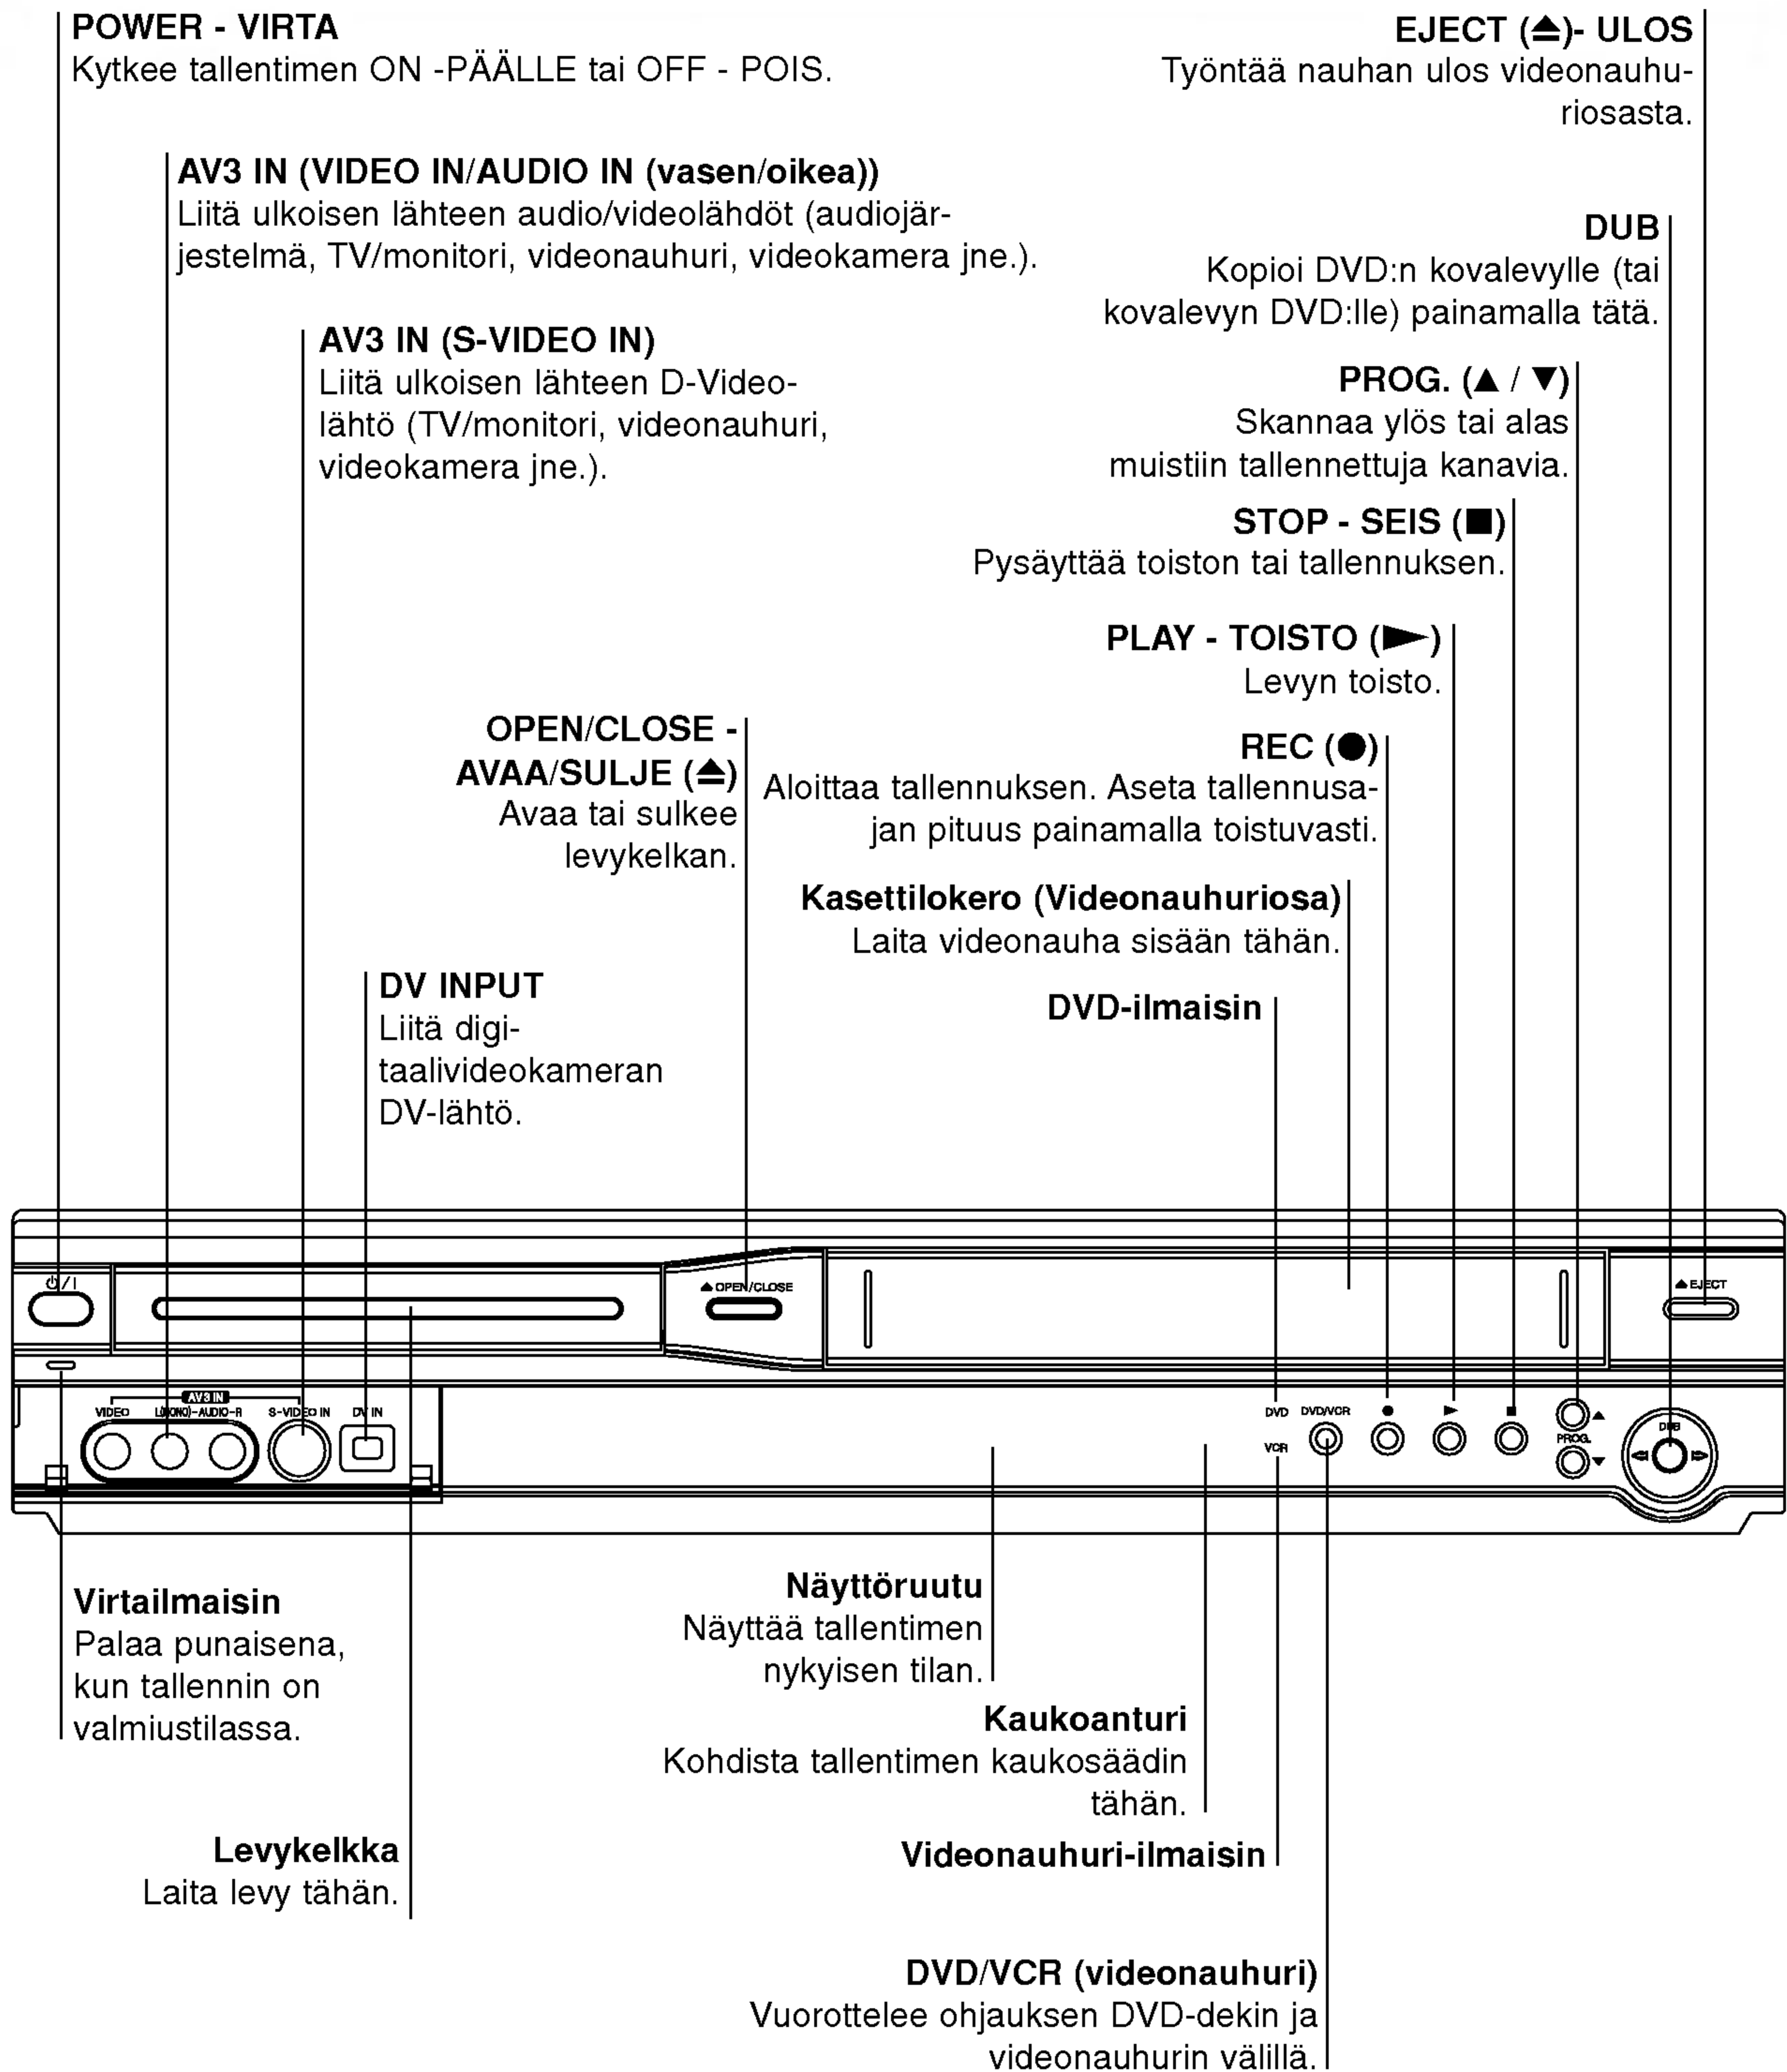 POWER - VIRTA
Kytkee tallentimen ON -PÄÄLLE tai OFF - POIS.
EJECT (⏏)- ULOS
Työntää nauhan ulos videonauhu-
riosasta.
AV3 IN (VIDEO IN/AUDIO IN (vasen/oikea))
Liitä ulkoisen lähteen audio/videolähdöt (audiojär-
jestelmä, TV/monitori, videonauhuri, videokamera jne.).
DUB
Kopioi DVD:n kovalevylle (tai
kovalevyn DVD:lle) painamalla tätä.
AV3 IN (S-VIDEO IN)
Liitä ulkoisen lähteen D-Video-
lähtö (TV/monitori, videonauhuri,
videokamera jne.).
PROG. (▲ / ▼)
Skannaa ylös tai alas
muistiin tallennettuja kanavia.
STOP - SEIS (■)
Pysäyttää toiston tai tallennuksen.
PLAY - TOISTO (►)
Levyn toisto.
OPEN/CLOSE -
AVAA/SULJE (⏏)
Avaa tai sulkee
levykelkan.
REC (●)
Aloittaa tallennuksen. Aseta tallennusa-
jan pituus painamalla toistuvasti.
Kasettilokero (Videonauhuriosa)
Laita videonauha sisään tähän.
DV INPUT
Liitä digi-
taalivideokameran
DV-lähtö.
DVD-ilmaisin
⏻/I
⏏ OPEN/CLOSE
⏏ EJECT
AV3 IN
VIDEO L(MONO)-AUDIO-R S-VIDEO IN DV IN
DVD DVD/VCR ● ► ■ ▲
VCR PROG. ▼
DUB
Virtailmaisin
Palaa punaisena,
kun tallennin on
valmiustilassa.
Näyttöruutu
Näyttää tallentimen
nykyisen tilan.
Kaukoanturi
Kohdista tallentimen kaukosäädin
tähän.
Levykelkka
Laita levy tähän.
Videonauhuri-ilmaisin
DVD/VCR (videonauhuri)
Vuorottelee ohjauksen DVD-dekin ja
videonauhurin välillä.